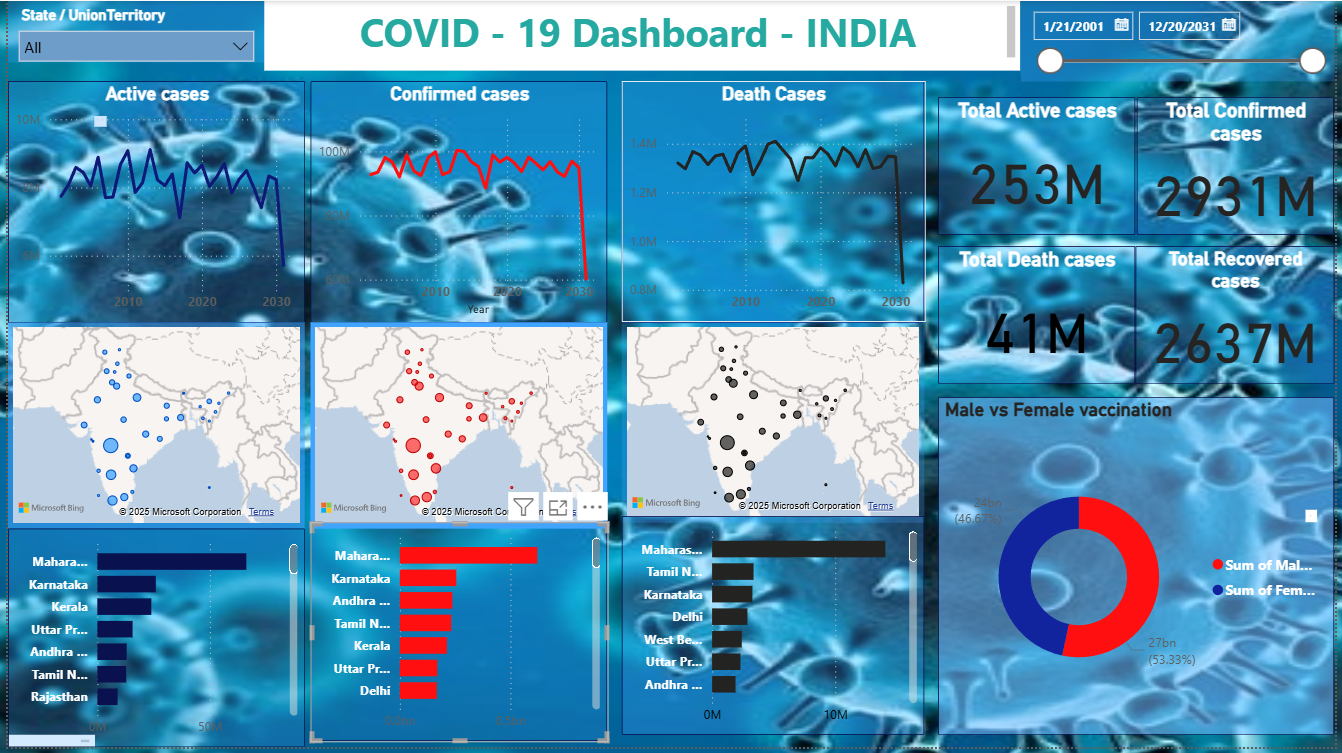 State / UnionTerritory
All
COVID - 19 Dashboard - INDIA
1/21/2001
12/20/2031
Active cases
10M
2010
2020
2030
Confirmed cases
100M
2010
2020
2030
Year
Death Cases
1.4M
1.2M
1.0M
0.8M
2010
2020
2030
Total Active cases
253M
Total Confirmed
cases
2931M
Total Death cases
41M
Total Recovered
cases
2637M
Microsoft Bing
© 2025 Microsoft Corporation Terms
Microsoft Bing
© 2025 Microsoft Cor
Microsoft Bing
© 2025 Microsoft Corporation Terms
Male vs Female vaccination
24bn
(46.67%)
27bn
(53.33%)
Sum of Mal...
Sum of Fem...
Mahara...
Karnataka
Kerala
Uttar Pr...
Andhra ...
Tamil N...
Rajasthan
0M
50M
Mahara...
Karnataka
Andhra ...
Tamil N...
Kerala
Uttar Pr...
Delhi
0.0bn
0.5bn
Maharas...
Tamil N...
Karnataka
Delhi
West Be...
Uttar Pr...
Andhra ...
0M
10M